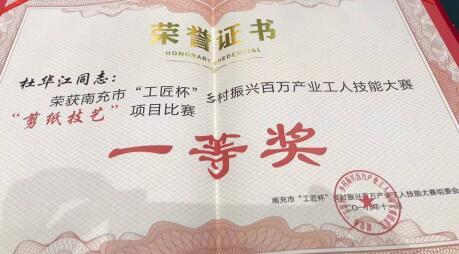 荣誉证书
HONORARY CREDENTIAL
杜华江同志：
荣获南充市“工匠杯”乡村振兴百万产业工人技能大赛
“剪纸技艺”项目比赛
一等奖
南充市“工匠杯”乡村振兴百万产业工人技能大赛组委会